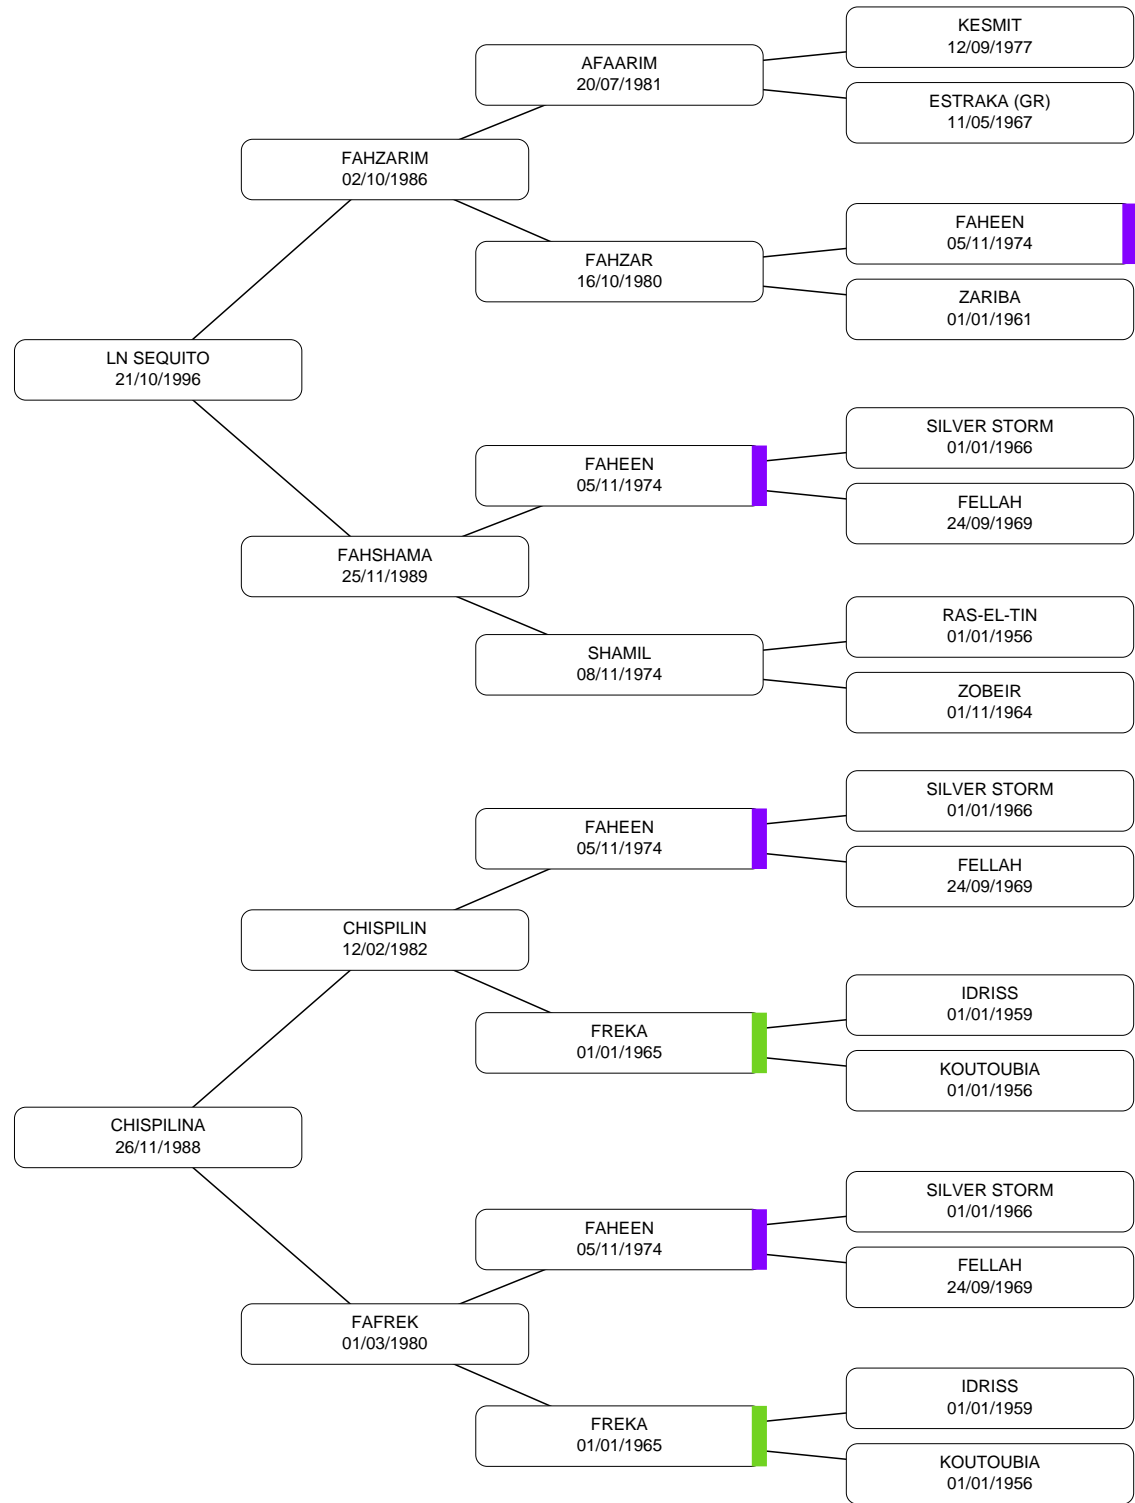 KESMIT
12/09/1977
AFAARIM
20/07/1981
ESTRAKA (GR)
11/05/1967
FAHZARIM
02/10/1986
FAHEEN
05/11/1974
FAHZAR
16/10/1980
ZARIBA
01/01/1961
LN SEQUITO
21/10/1996
SILVER STORM
01/01/1966
FAHEEN
05/11/1974
FELLAH
24/09/1969
FAHSHAMA
25/11/1989
RAS-EL-TIN
01/01/1956
SHAMIL
08/11/1974
ZOBEIR
01/11/1964
SILVER STORM
01/01/1966
FAHEEN
05/11/1974
FELLAH
24/09/1969
CHISPILIN
12/02/1982
IDRISS
01/01/1959
FREKA
01/01/1965
KOUTOUBIA
01/01/1956
CHISPILINA
26/11/1988
SILVER STORM
01/01/1966
FAHEEN
05/11/1974
FELLAH
24/09/1969
FAFREK
01/03/1980
IDRISS
01/01/1959
FREKA
01/01/1965
KOUTOUBIA
01/01/1956